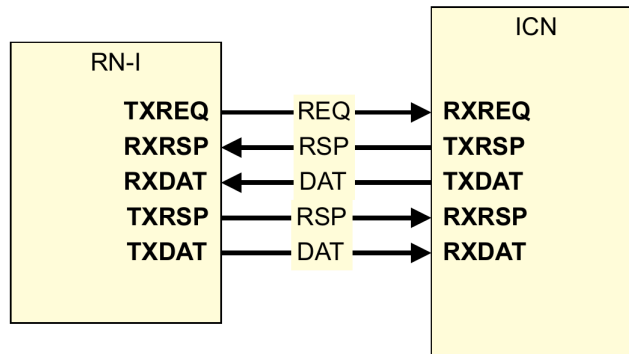 ICN
RN-I
TXREQ REQ RXREQ
RXRSP RSP TXRSP
RXDAT DAT TXDAT
TXRSP RSP RXRSP
TXDAT DAT RXDAT